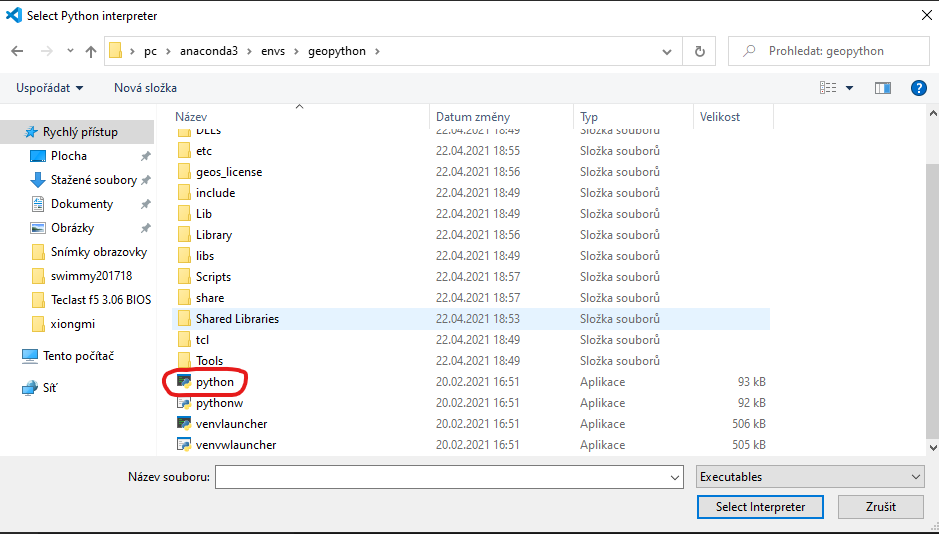 Select Python interpreter
pc › anaconda3 › envs › geopython ›
Prohledat: geopython
Uspořádat
Nová složka
Název Datum změny Typ Velikost
Rychlý přístup
Plocha
Stažené soubory
Dokumenty
Obrázky
Snímky obrazovky
swimmy201718
Teclast f5 3.06 BIOS
xiongmi
Tento počítač
Síť
DLLs 22.04.2021 18:49 Složka souborů
etc 22.04.2021 18:55 Složka souborů
geos_license 22.04.2021 18:56 Složka souborů
include 22.04.2021 18:49 Složka souborů
Lib 22.04.2021 18:49 Složka souborů
Library 22.04.2021 18:56 Složka souborů
libs 22.04.2021 18:49 Složka souborů
Scripts 22.04.2021 18:57 Složka souborů
share 22.04.2021 18:57 Složka souborů
Shared Libraries 22.04.2021 18:53 Složka souborů
tcl 22.04.2021 18:49 Složka souborů
Tools 22.04.2021 18:49 Složka souborů
python 20.02.2021 16:51 Aplikace 93 kB
pythonw 20.02.2021 16:51 Aplikace 92 kB
venvlauncher 20.02.2021 16:51 Aplikace 506 kB
venvwlauncher 20.02.2021 16:51 Aplikace 505 kB
Název souboru:
Executables
Select Interpreter
Zrušit